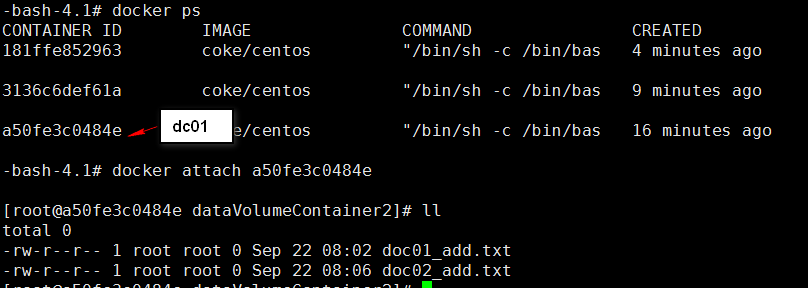 -bash-4.1# docker ps
CONTAINER ID IMAGE COMMAND CREATED
181ffe852963 coke/centos "/bin/sh -c /bin/bas 4 minutes ago
3136c6def61a coke/centos "/bin/sh -c /bin/bas 9 minutes ago
a50fe3c0484e dc01 e/centos "/bin/sh -c /bin/bas 16 minutes ago
-bash-4.1# docker attach a50fe3c0484e
[root@a50fe3c0484e dataVolumeContainer2]# ll
total 0
-rw-r--r-- 1 root root 0 Sep 22 08:02 doc01_add.txt
-rw-r--r-- 1 root root 0 Sep 22 08:06 doc02_add.txt
[root@a50fe3c0484e dataVolumeContainer2]#